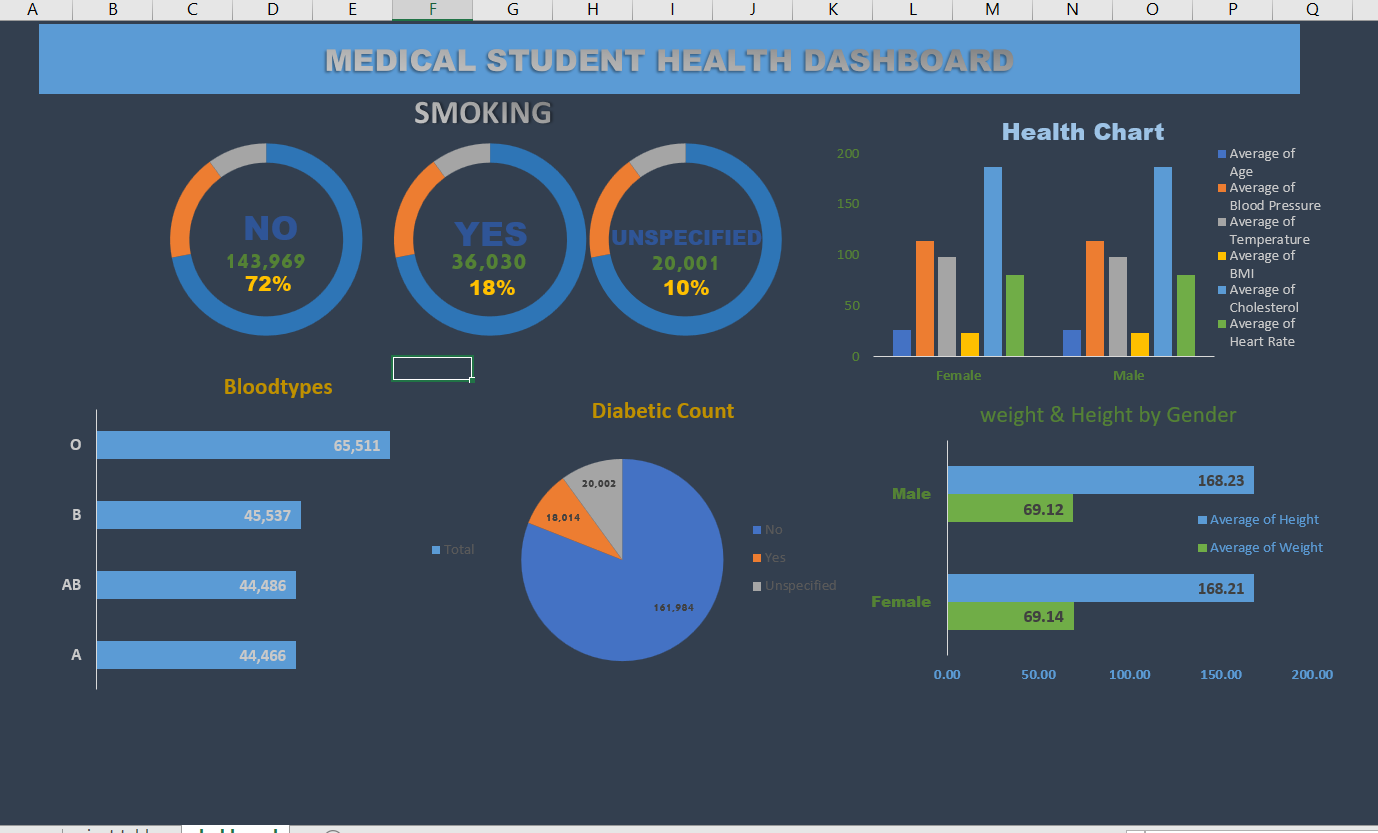 A B C D E F G H I J K L M N O P Q
MEDICAL STUDENT HEALTH DASHBOARD
SMOKING
NO
143,969
72%
YES
36,030
18%
UNSPECIFIED
20,001
10%
Health Chart
200
150
100
50
0
Female Male
Average of
Age
Average of
Blood Pressure
Average of
Temperature
Average of
BMI
Average of
Cholesterol
Average of
Heart Rate
Bloodtypes
O 65,511
B 45,537
AB 44,486
A 44,466
Total
Diabetic Count
20,002
18,014
161,984
No
Yes
Unspecified
weight & Height by Gender
Male
168.23
69.12
Female
168.21
69.14
Average of Height
Average of Weight
0.00 50.00 100.00 150.00 200.00